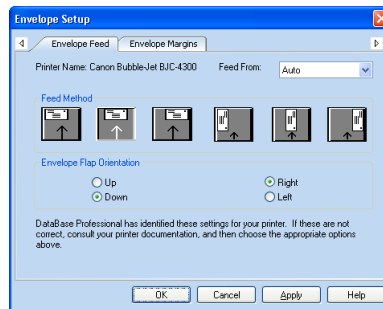 Envelope Setup
Envelope Feed Envelope Margins
Printer Name: Canon Bubble-Jet BJC-4300 Feed From: Auto
Feed Method
Envelope Flap Orientation
Up Right
Down Left
DataBase Professional has identified these settings for your printer. If these are not
correct, consult your printer documentation, and then choose the appropriate options
above.
OK Cancel Apply Help